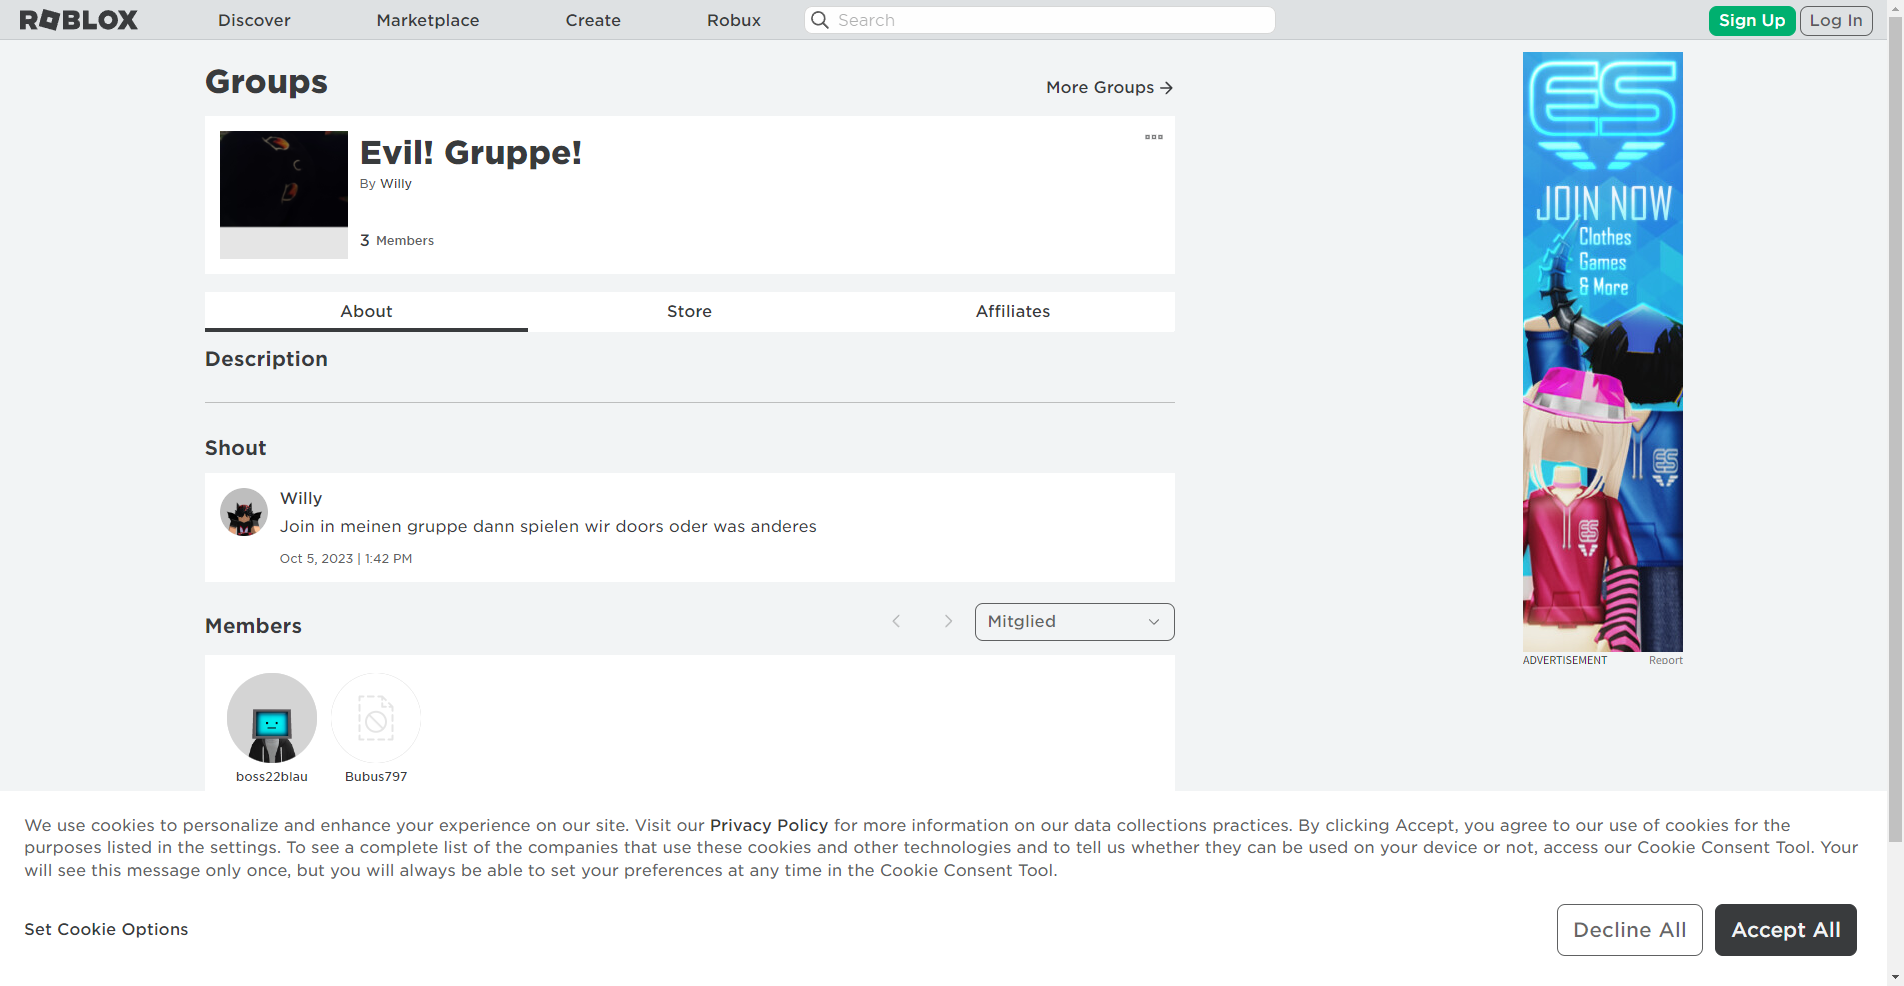 ROBLOX
Discover
Marketplace
Create
Robux
Search
Sign Up
Log In
Groups
More Groups
Evil! Gruppe!
By Willy
3 Members
About
Store
Affiliates
Description
Shout
Willy
Join in meinen gruppe dann spielen wir doors oder was anderes
Oct 5, 2023 | 1:42 PM
Members
Mitglied
boss22blau
Bubus797
ES
JOIN NOW
Clothes
Games
& More
ES
ES
ADVERTISEMENT
Report
We use cookies to personalize and enhance your experience on our site. Visit our Privacy Policy for more information on our data collections practices. By clicking Accept, you agree to our use of cookies for the
purposes listed in the settings. To see a complete list of the companies that use these cookies and other technologies and to tell us whether they can be used on your device or not, access our Cookie Consent Tool. Your
will see this message only once, but you will always be able to set your preferences at any time in the Cookie Consent Tool.
Set Cookie Options
Decline All
Accept All